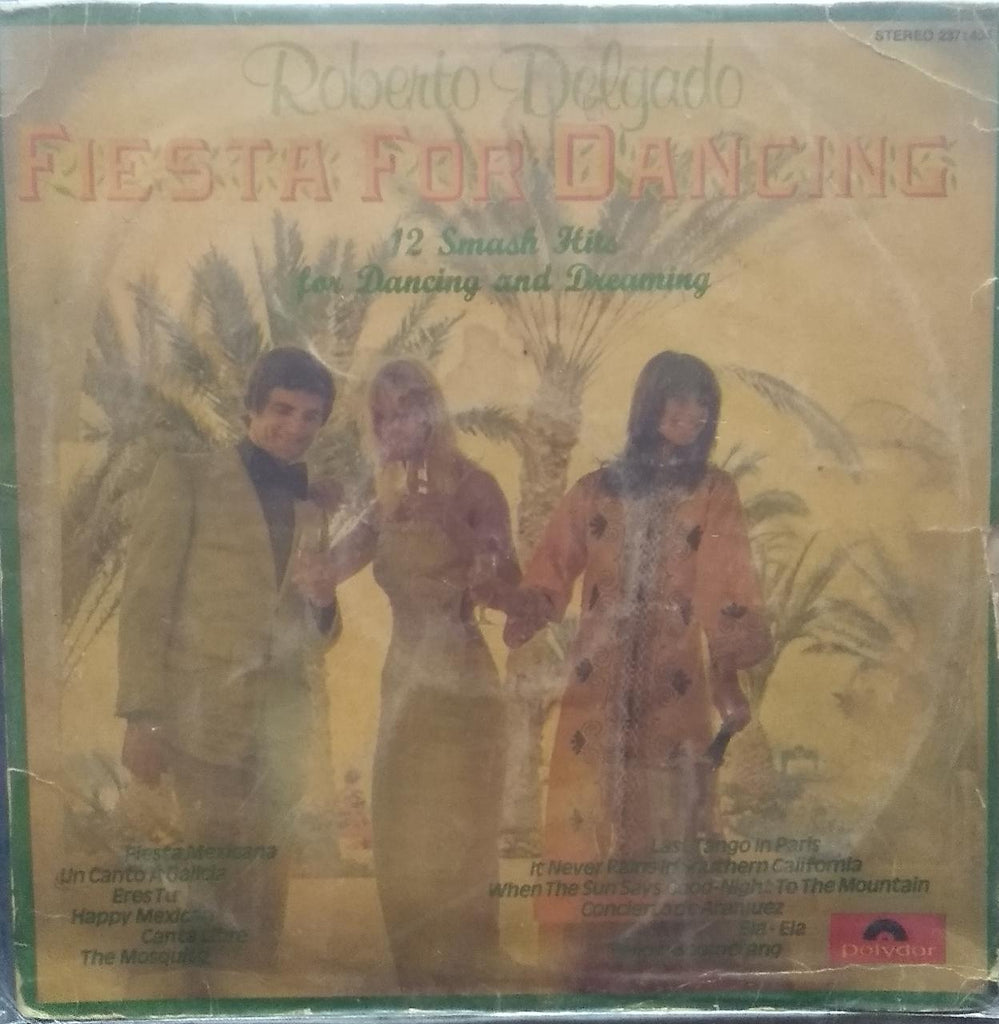 STEREO 2371
Roberto Delgado
FIESTA FOR DANCING
12 Smash Hits
for Dancing and Dreaming
Fiesta Mexicana
Un Canto A Galicia
Eres Tu
Happy Mexic
Canta Libre
The Mosquito
Last Tango In Paris
It Never Rains In Southern California
When The Sun Says Good-Night To The Mountain
Concierto de Aranjuez
Ela - Ela
polydor